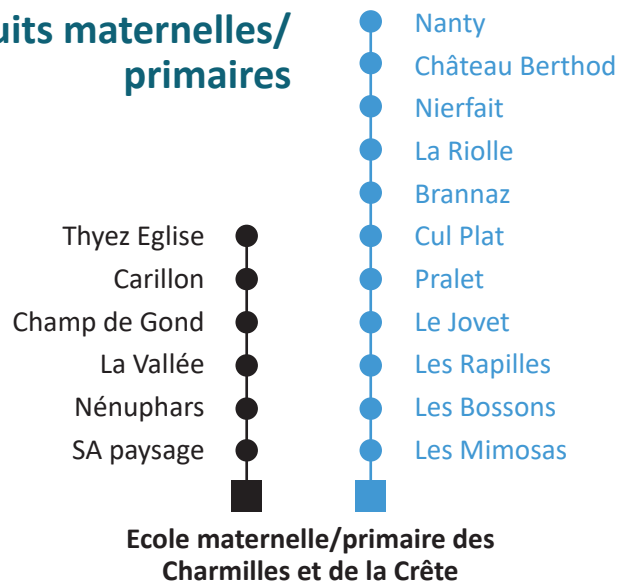 uits maternelles/
primaires
Nanty
Château Berthod
Nierfait
La Riolle
Brannaz
Cul Plat
Pralet
Le Jovet
Les Rapilles
Les Bossons
Les Mimosas
Thyez Eglise
Carillon
Champ de Gond
La Vallée
Nénuphars
SA paysage
Ecole maternelle/primaire des
Charmilles et de la Crête